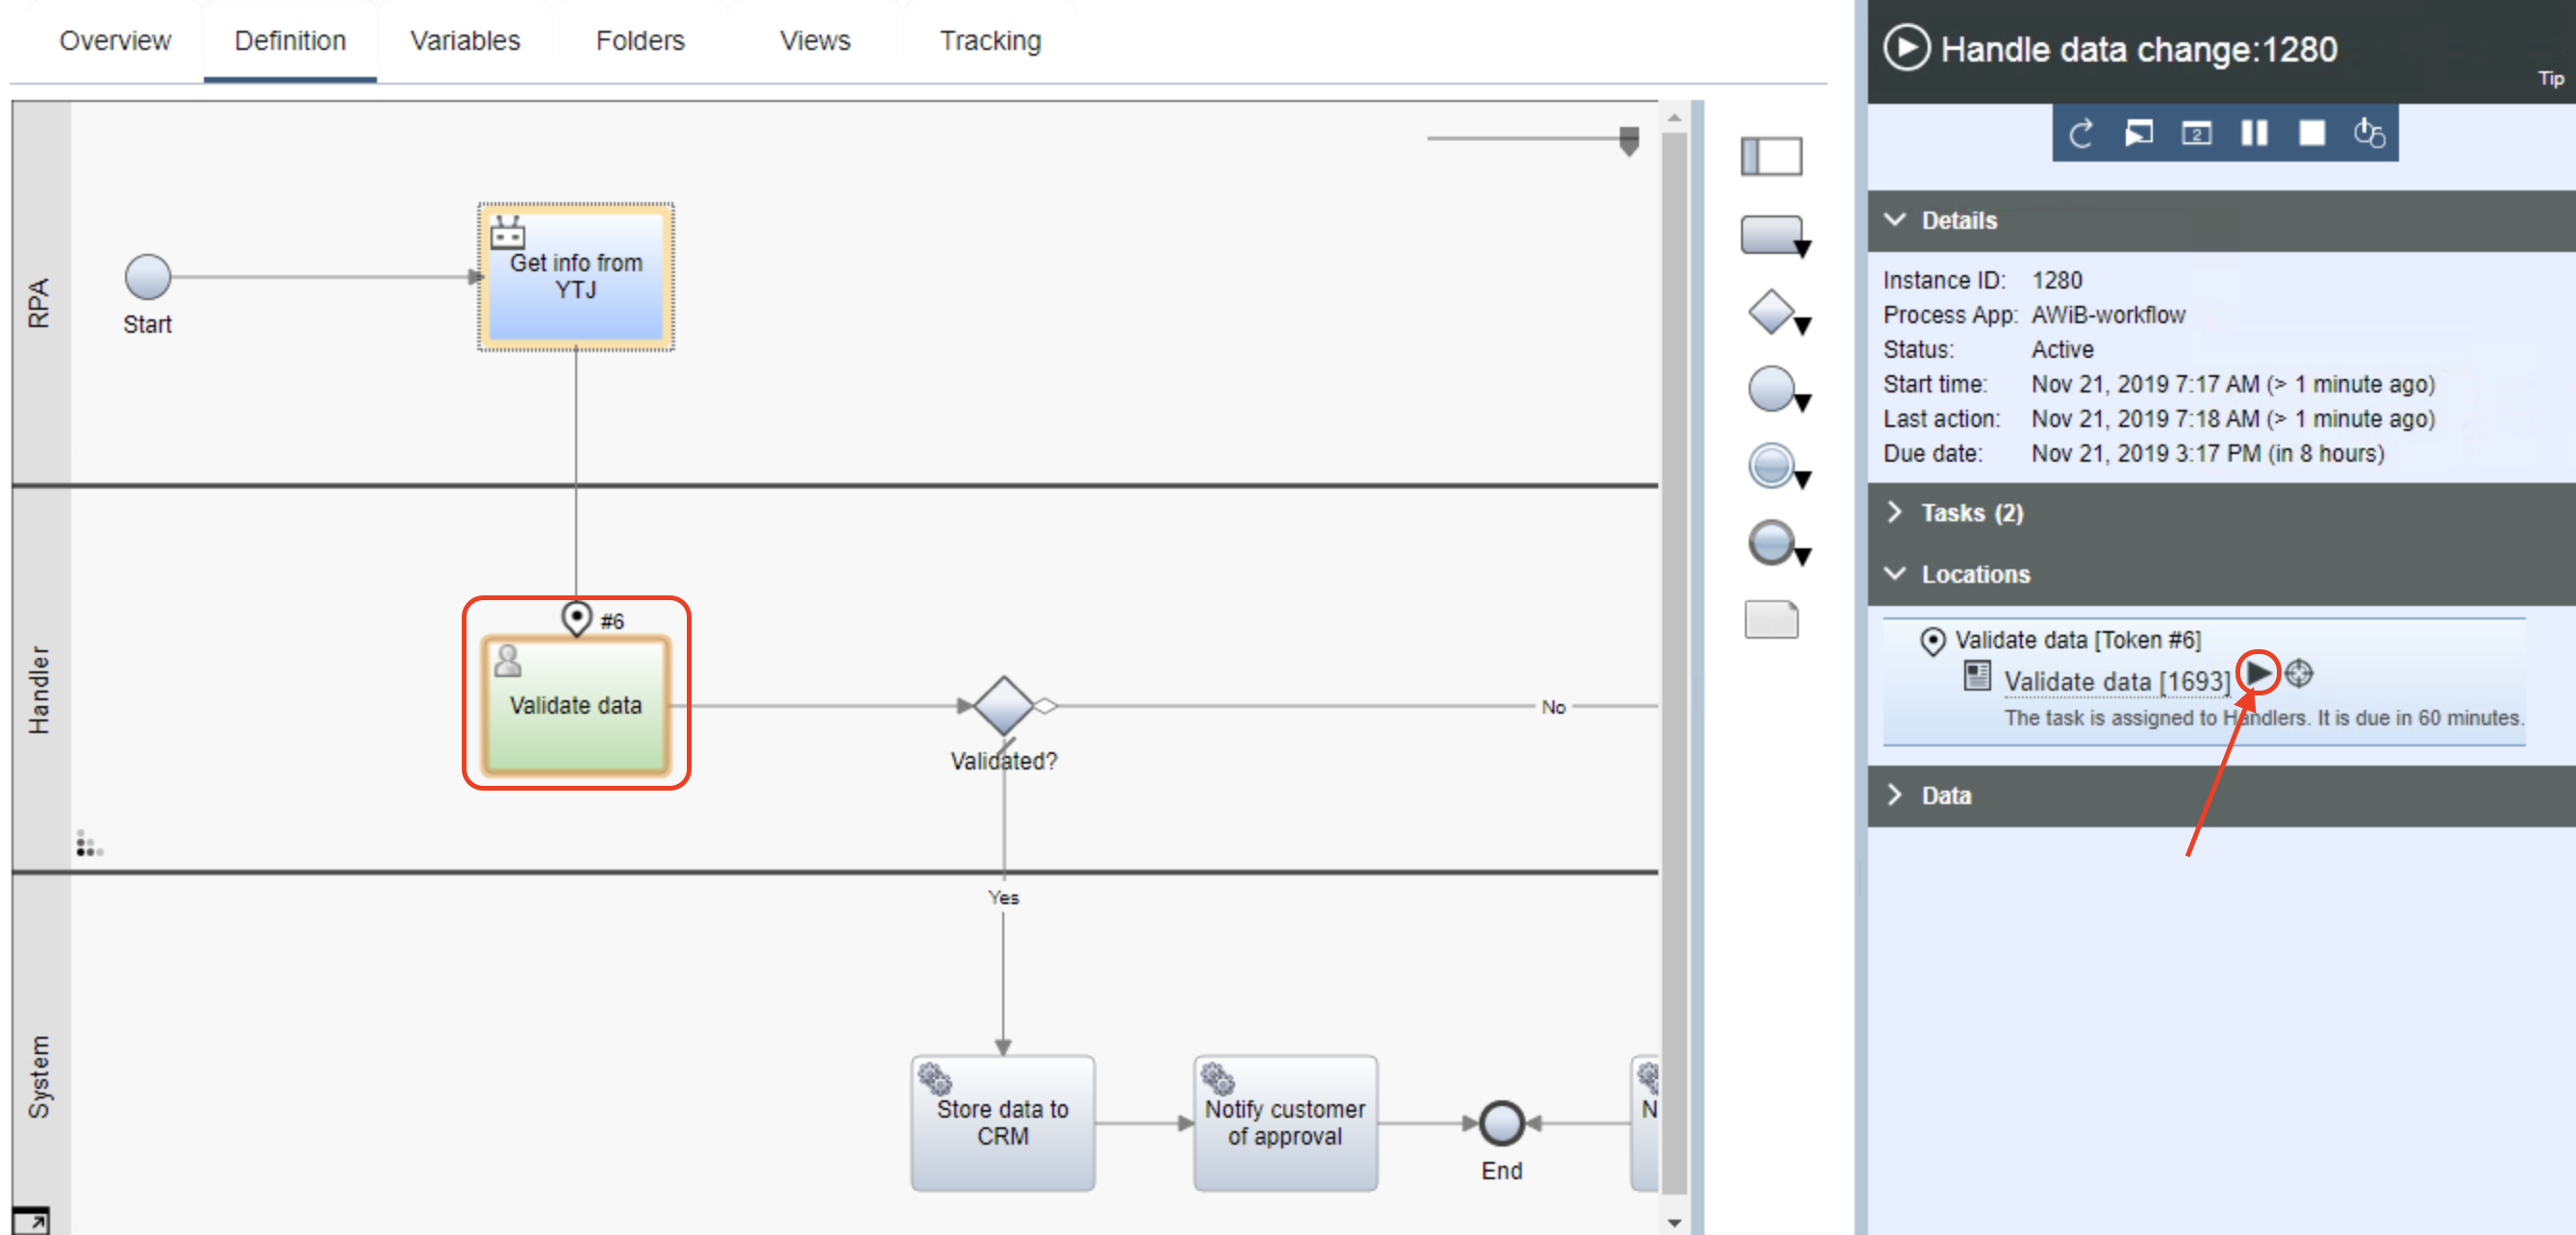 Overview
Definition
Variables
Folders
Views
Tracking
RPA
Start
Get info from
YTJ
Handler
#6
Validate data
Validated?
No
Yes
System
Store data to
CRM
Notify customer
of approval
End
N
Handle data change:1280
Tip
2
Details
Instance ID: 1280
Process App: AWiB-workflow
Status: Active
Start time: Nov 21, 2019 7:17 AM (> 1 minute ago)
Last action: Nov 21, 2019 7:18 AM (> 1 minute ago)
Due date: Nov 21, 2019 3:17 PM (in 8 hours)
Tasks (2)
Locations
Validate data [Token #6]
Validate data [1693]
The task is assigned to Handlers. It is due in 60 minutes.
Data